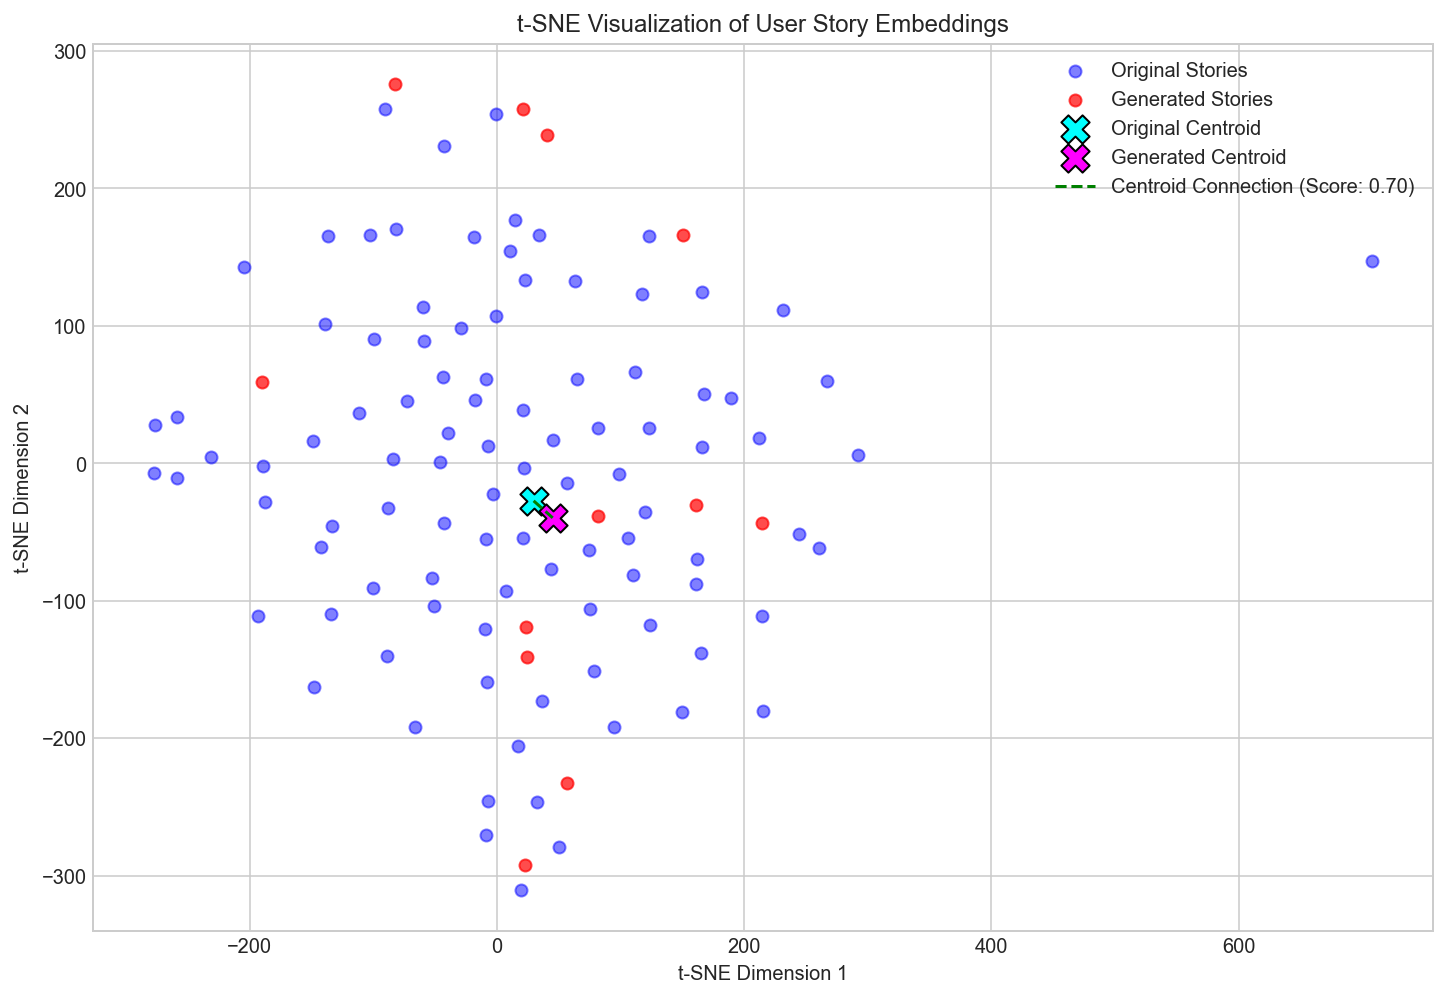 t-SNE Visualization of User Story Embeddings
Original Stories
Generated Stories
Original Centroid
Generated Centroid
Centroid Connection (Score: 0.70)
t-SNE Dimension 2
300
200
100
0
−100
−200
−300
−200
0
200
400
600
t-SNE Dimension 1